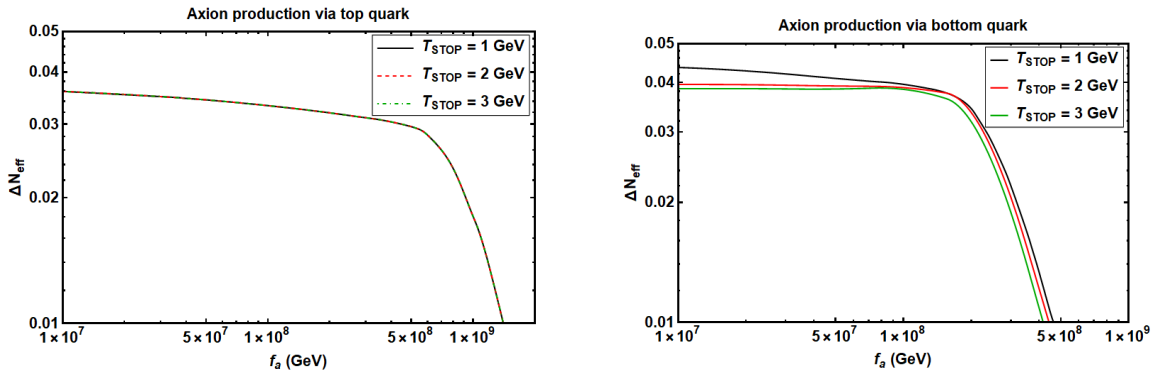 Axion production via top quark
0.05
0.04
0.03
0.02
0.01
ΔN_eff
T_STOP = 1 GeV
T_STOP = 2 GeV
T_STOP = 3 GeV
1×10^7
5×10^7
1×10^8
5×10^8
1×10^9
f_a (GeV)
Axion production via bottom quark
0.05
0.04
0.03
0.02
0.01
ΔN_eff
T_STOP = 1 GeV
T_STOP = 2 GeV
T_STOP = 3 GeV
1×10^7
5×10^7
1×10^8
5×10^8
1×10^9
f_a (GeV)